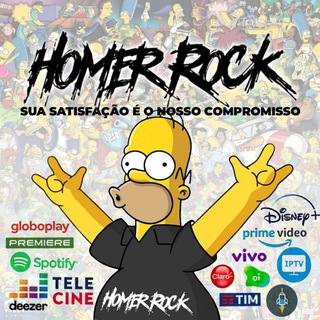 HOMER ROCK
SUA SATISFAÇÃO É O NOSSO COMPROMISSO
globoplay
PREMIERE
Spotify
deezer
TELE
CINE
Disney+
prime video
vivo
IPTV
Claro
oi
TIM
HOMER ROCK